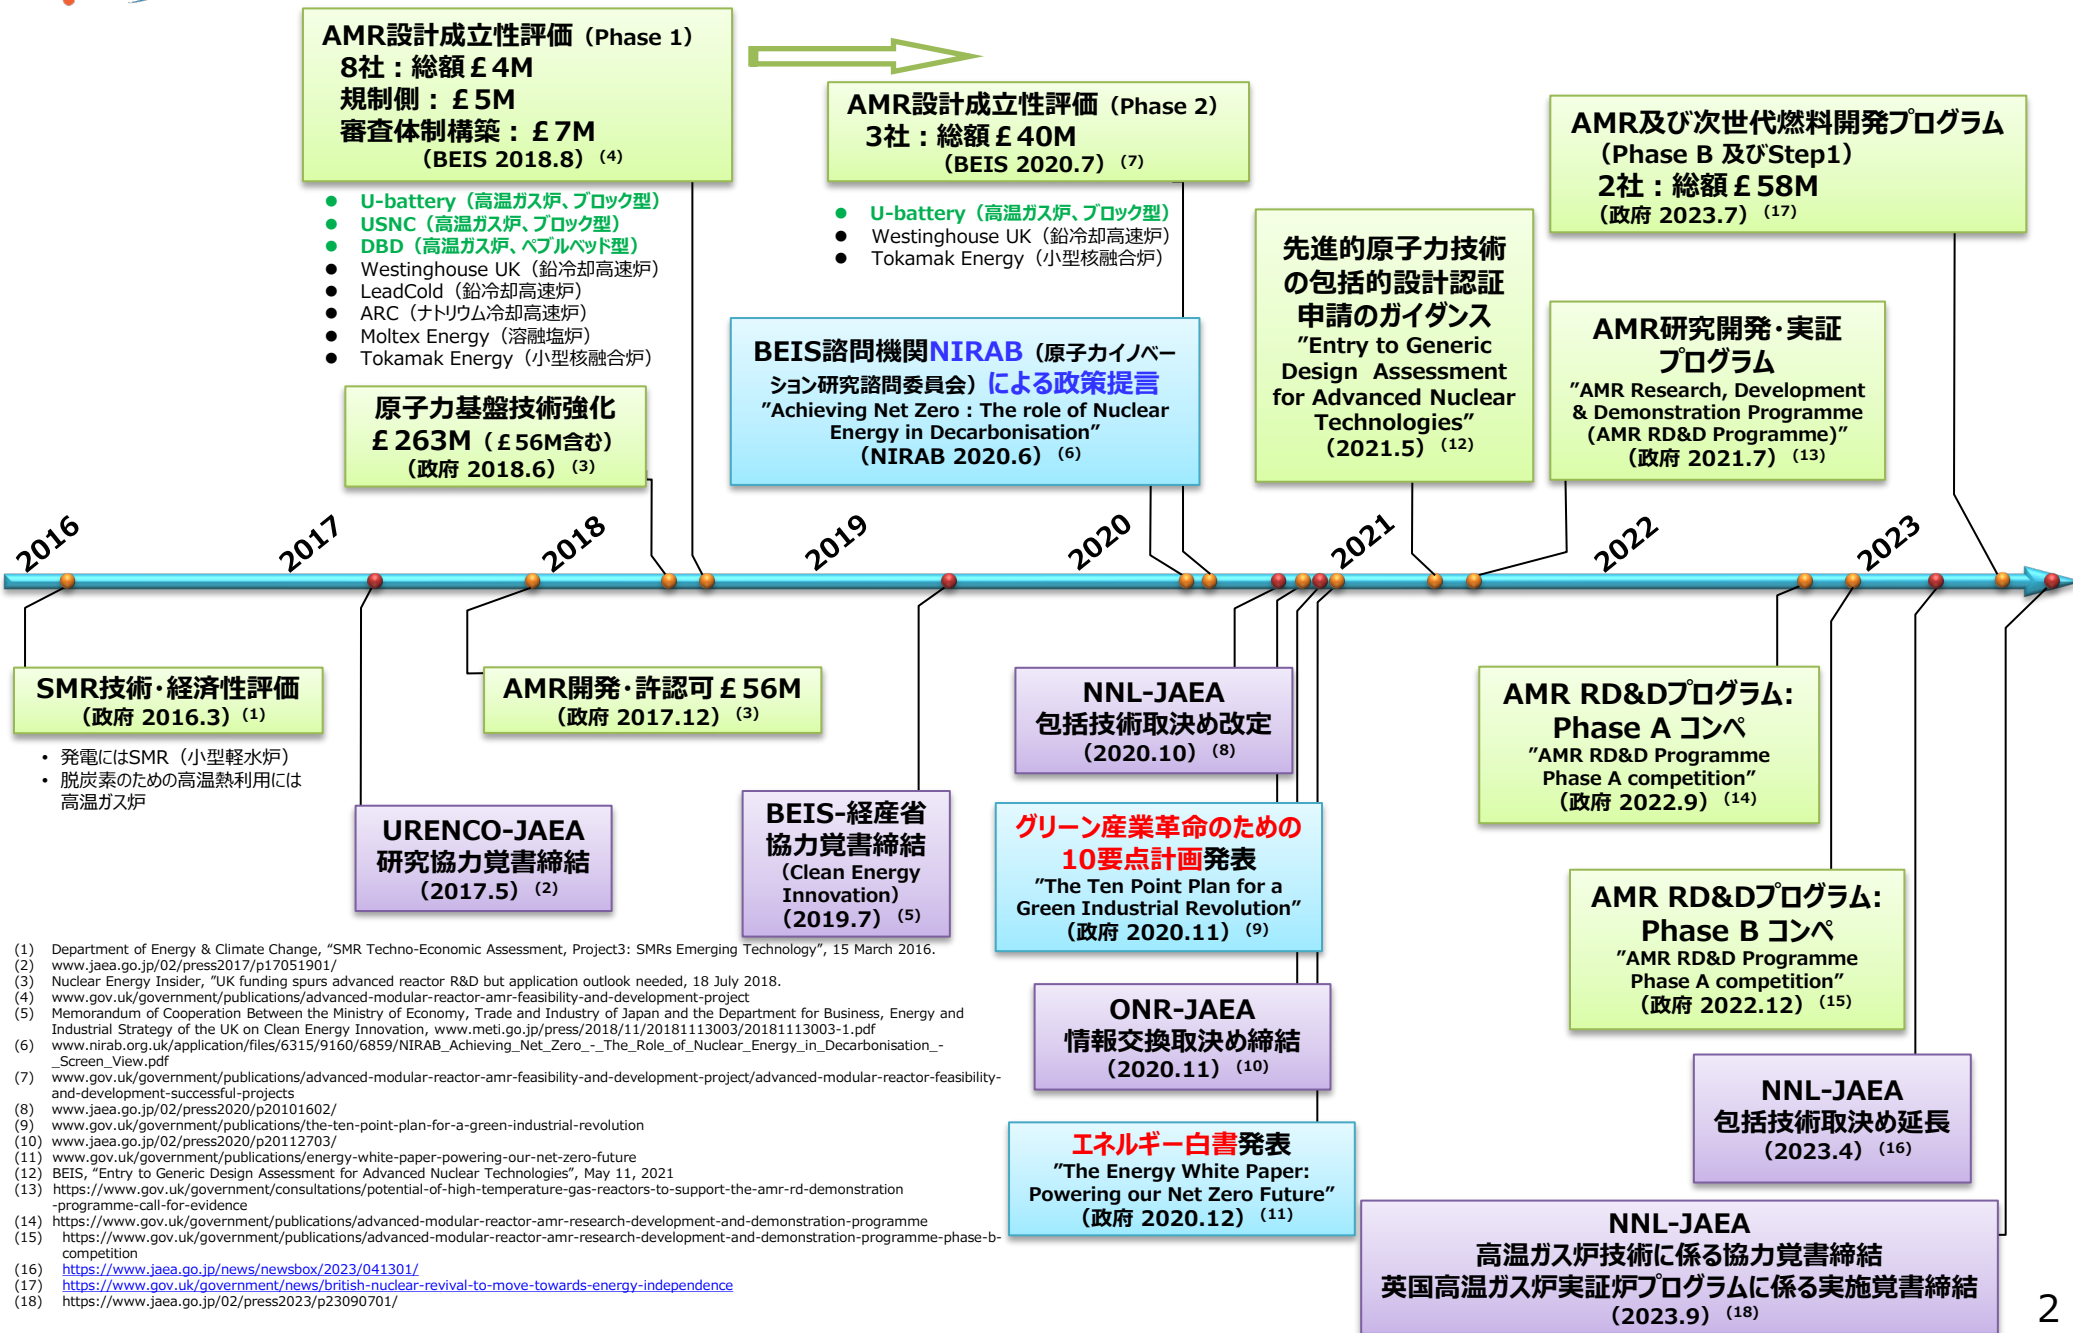 AMR設計成立性評価（Phase 1）
8社：総額￡4M
規制側：￡5M
審査体制構築：￡7M
（BEIS 2018.8）(4)
● U-battery（高温ガス炉、ブロック型）
● USNC（高温ガス炉、ブロック型）
● DBD（高温ガス炉、ペブルベッド型）
● Westinghouse UK（鉛冷却高速炉）
● LeadCold（鉛冷却高速炉）
● ARC（ナトリウム冷却高速炉）
● Moltex Energy（溶融塩炉）
● Tokamak Energy（小型核融合炉）
原子力基盤技術強化
￡263M（￡56M含む）
（政府 2018.6）(3)
AMR設計成立性評価（Phase 2）
3社：総額￡40M
（BEIS 2020.7）(7)
● U-battery（高温ガス炉、ブロック型）
● Westinghouse UK（鉛冷却高速炉）
● Tokamak Energy（小型核融合炉）
BEIS諮問機関NIRAB（原子力イノベー
ション研究諮問委員会）による政策提言
”Achieving Net Zero : The role of Nuclear
Energy in Decarbonisation”
（NIRAB 2020.6）(6)
先進的原子力技術
の包括的設計認証
申請のガイダンス
”Entry to Generic
Design Assessment
for Advanced Nuclear
Technologies”
（2021.5）(12)
AMR及び次世代燃料開発プログラム
（Phase B 及びStep1）
2社：総額￡58M
（政府 2023.7）(17)
AMR研究開発・実証
プログラム
”AMR Research, Development
& Demonstration Programme
(AMR RD&D Programme)”
（政府 2021.7）(13)
2016
2017
2018
2019
2020
2021
2022
2023
SMR技術・経済性評価
（政府 2016.3）(1)
• 発電にはSMR（小型軽水炉）
• 脱炭素のための高温熱利用には
高温ガス炉
URENCO-JAEA
研究協力覚書締結
（2017.5）(2)
AMR開発・許認可￡56M
（政府 2017.12）(3)
BEIS-経産省
協力覚書締結
（Clean Energy
Innovation）
（2019.7）(5)
NNL-JAEA
包括技術取決め改定
（2020.10）(8)
グリーン産業革命のための
10要点計画発表
”The Ten Point Plan for a
Green Industrial Revolution”
（政府 2020.11）(9)
ONR-JAEA
情報交換取決め締結
（2020.11）(10)
エネルギー白書発表
”The Energy White Paper:
Powering our Net Zero Future”
（政府 2020.12）(11)
AMR RD&Dプログラム:
Phase A コンペ
”AMR RD&D Programme
Phase A competition”
（政府 2022.9）(14)
AMR RD&Dプログラム:
Phase B コンペ
”AMR RD&D Programme
Phase A competition”
（政府 2022.12）(15)
NNL-JAEA
包括技術取決め延長
（2023.4）(16)
NNL-JAEA
高温ガス炉技術に係る協力覚書締結
英国高温ガス炉実証炉プログラムに係る実施覚書締結
（2023.9）(18)
(1) Department of Energy & Climate Change, “SMR Techno-Economic Assessment, Project3: SMRs Emerging Technology”, 15 March 2016.
(2) www.jaea.go.jp/02/press2017/p17051901/
(3) Nuclear Energy Insider, ”UK funding spurs advanced reactor R&D but application outlook needed, 18 July 2018.
(4) www.gov.uk/government/publications/advanced-modular-reactor-amr-feasibility-and-development-project
(5) Memorandum of Cooperation Between the Ministry of Economy, Trade and Industry of Japan and the Department for Business, Energy and
Industrial Strategy of the UK on Clean Energy Innovation, www.meti.go.jp/press/2018/11/20181113003/20181113003-1.pdf
(6) www.nirab.org.uk/application/files/6315/9160/6859/NIRAB_Achieving_Net_Zero_-_The_Role_of_Nuclear_Energy_in_Decarbonisation_-
_Screen_View.pdf
(7) www.gov.uk/government/publications/advanced-modular-reactor-amr-feasibility-and-development-project/advanced-modular-reactor-feasibility-
and-development-successful-projects
(8) www.jaea.go.jp/02/press2020/p20101602/
(9) www.gov.uk/government/publications/the-ten-point-plan-for-a-green-industrial-revolution
(10) www.jaea.go.jp/02/press2020/p20112703/
(11) www.gov.uk/government/publications/energy-white-paper-powering-our-net-zero-future
(12) BEIS, “Entry to Generic Design Assessment for Advanced Nuclear Technologies”, May 11, 2021
(13) https://www.gov.uk/government/consultations/potential-of-high-temperature-gas-reactors-to-support-the-amr-rd-demonstration
-programme-call-for-evidence
(14) https://www.gov.uk/government/publications/advanced-modular-reactor-amr-research-development-and-demonstration-programme
(15) https://www.gov.uk/government/publications/advanced-modular-reactor-amr-research-development-and-demonstration-programme-phase-b-
competition
(16) https://www.jaea.go.jp/news/newsbox/2023/041301/
(17) https://www.gov.uk/government/news/british-nuclear-revival-to-move-towards-energy-independence
(18) https://www.jaea.go.jp/02/press2023/p23090701/
2